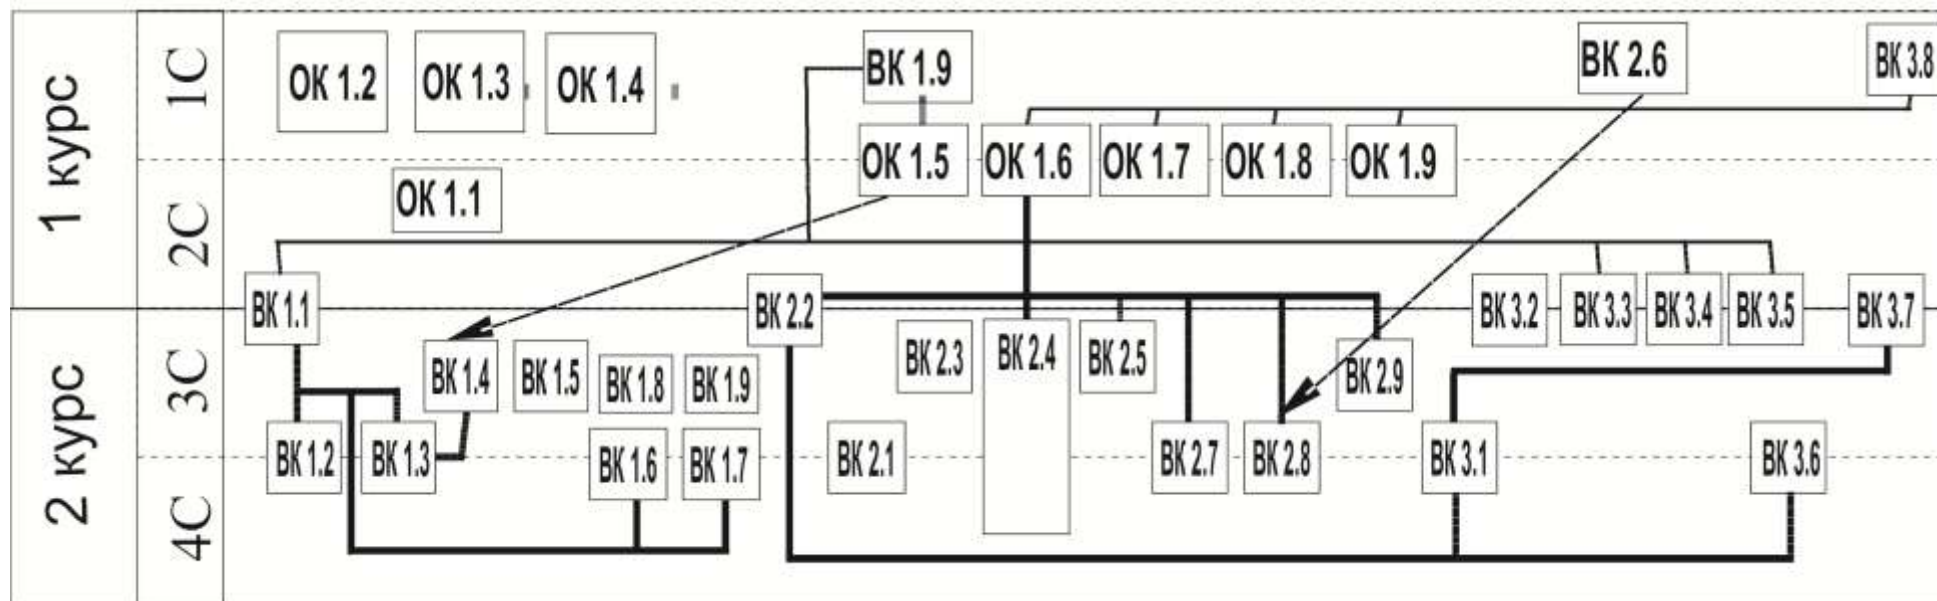 1 курс
1С
ОК 1.2
ОК 1.3
ОК 1.4
ВК 1.9
ВК 2.6
ВК 3.8
ОК 1.5
ОК 1.6
ОК 1.7
ОК 1.8
ОК 1.9
2С
ОК 1.1
ВК 1.1
ВК 2.2
ВК 3.2
ВК 3.3
ВК 3.4
ВК 3.5
ВК 3.7
2 курс
3С
ВК 1.4
ВК 1.5
ВК 1.8
ВК 1.9
ВК 2.3
ВК 2.4
ВК 2.5
ВК 2.9
ВК 1.2
ВК 1.3
ВК 1.6
ВК 1.7
ВК 2.1
ВК 2.7
ВК 2.8
ВК 3.1
ВК 3.6
4С